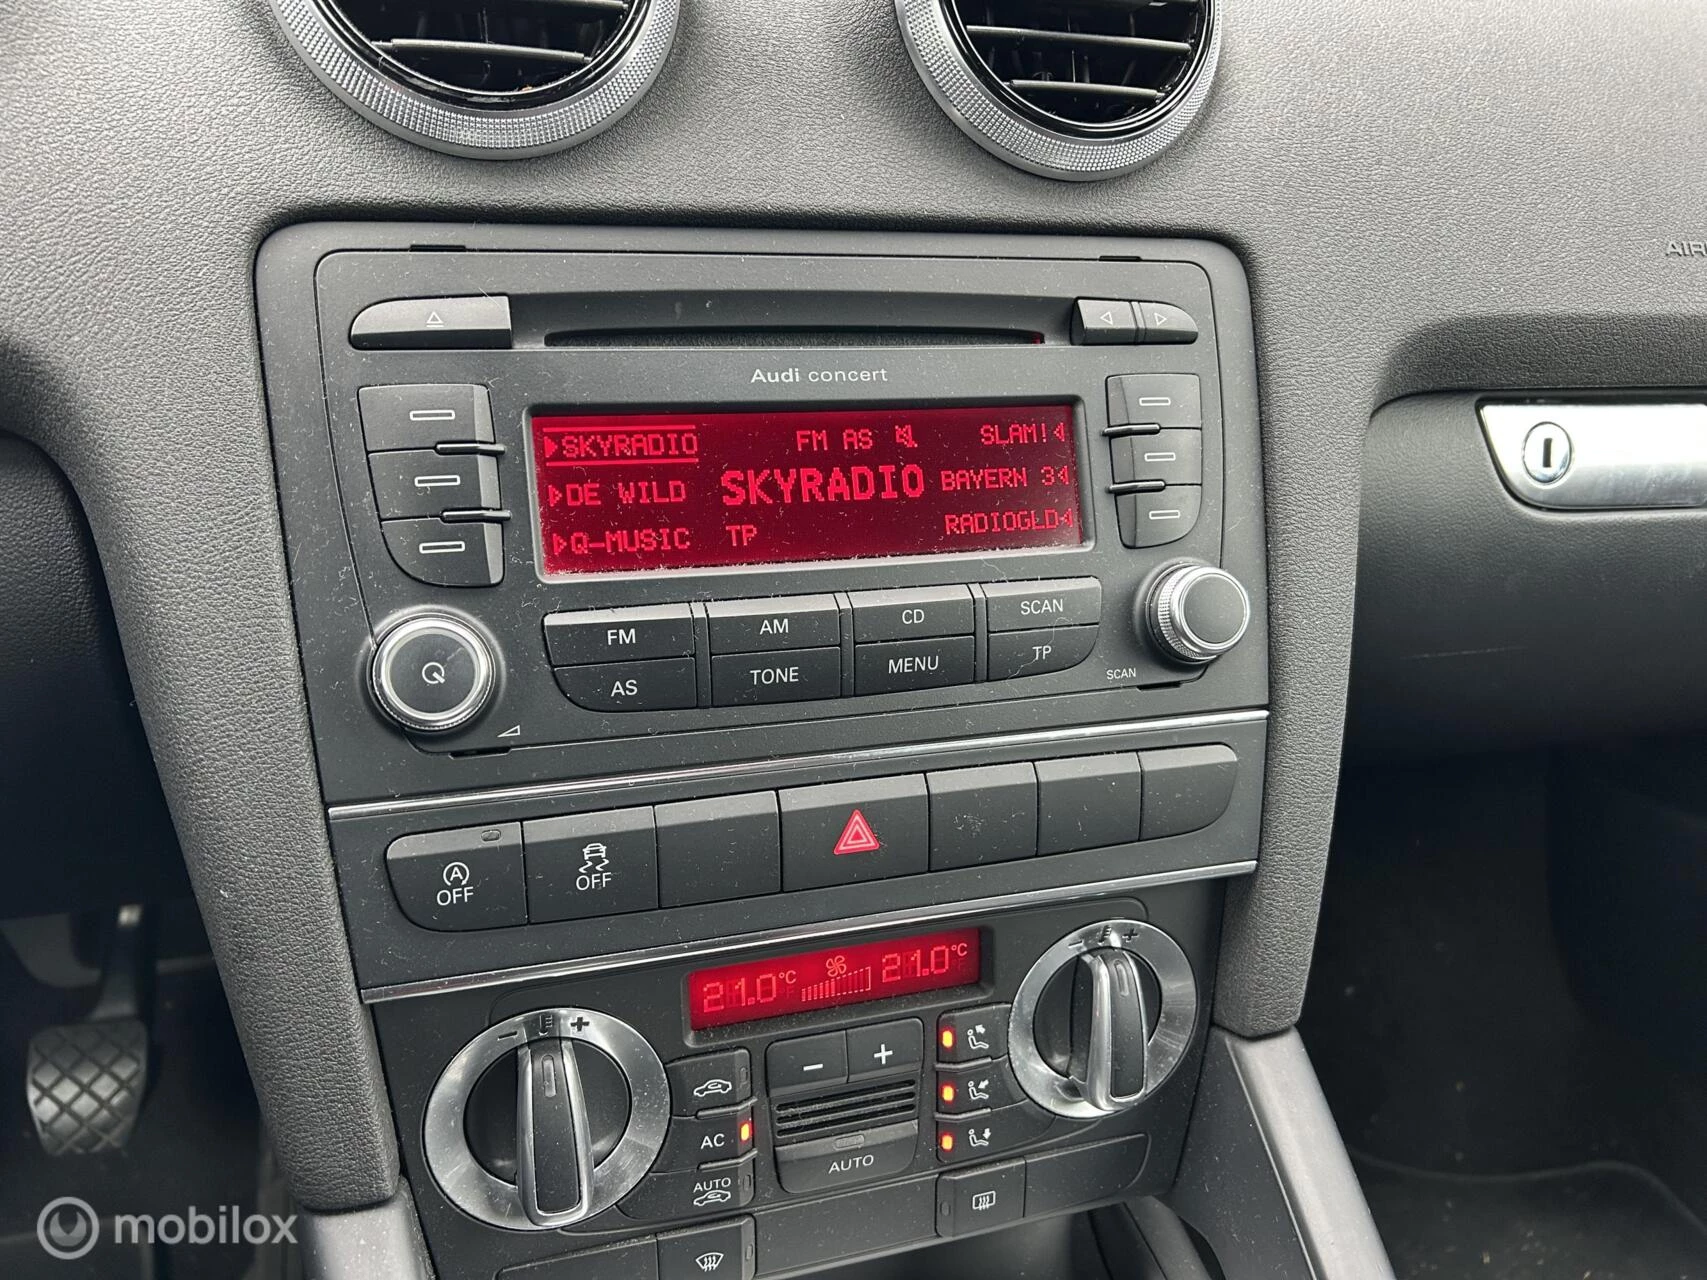 AIR
Audi concert
SKYRADIO FM AS SLAM!
DE WILD SKYRADIO BAYERN 3
Q-MUSIC TP RADIOGLD
FM AM CD SCAN
AS TONE MENU TP
SCAN
A
OFF OFF
21.0°C 21.0°C
- + - +
- +
AC
AUTO AUTO
mobilox